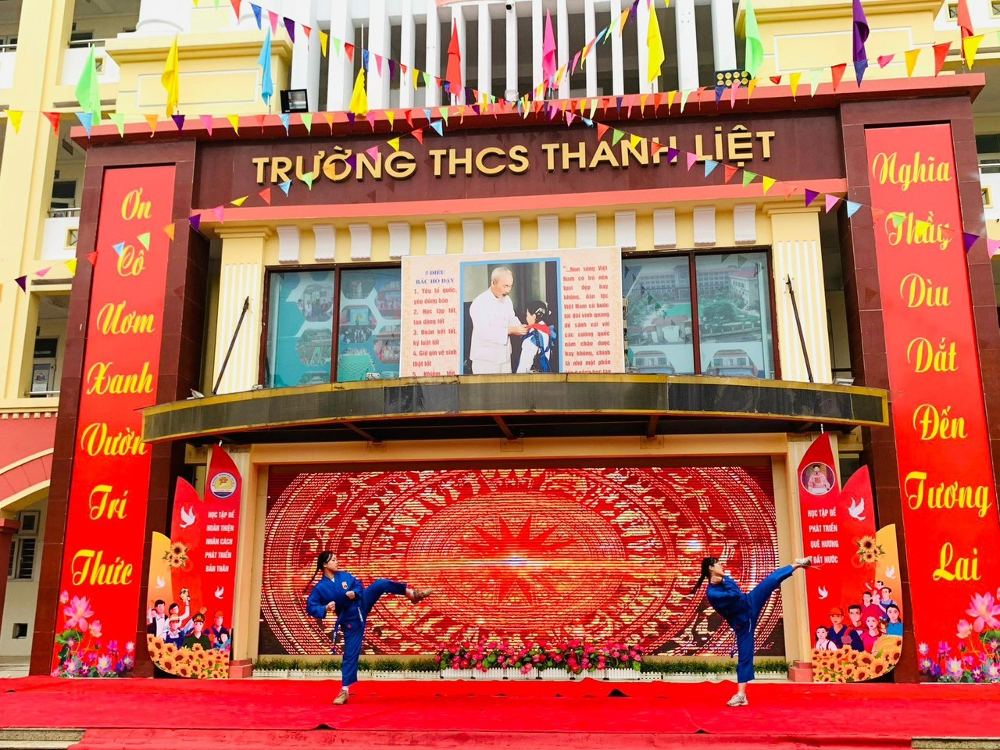 TRƯỜNG THCS THANH LiỆT
Ơn
Cô
Ươm
Xanh
Vườn
Tri
Thức
5 ĐIỀU
BÁC HỒ DẠY
1. Yêu tổ quốc,
yêu đồng bào
2. Học tập tốt,
lao động tốt
3. Đoàn kết tốt,
kỷ luật tốt
4. Giữ gìn vệ sinh
thật tốt
5. Khiêm tốn
"...Non sông Việt
Nam có trở nên
tươi đẹp hay
không, dân tộc
Việt Nam có bước
tới đài vinh quang
để sánh vai với
các cường quốc
năm châu được
hay không, chính
là nhờ một phần
Nghĩa
Thầy
Dìu
Dắt
Đến
Tương
Lai
HỌC TẬP ĐỂ
HOÀN THIỆN
NHÂN CÁCH
PHÁT TRIỂN
BẢN THÂN
HỌC TẬP ĐỂ
PHÁT TRIỂN
QUÊ HƯƠNG
ĐẤT NƯỚC